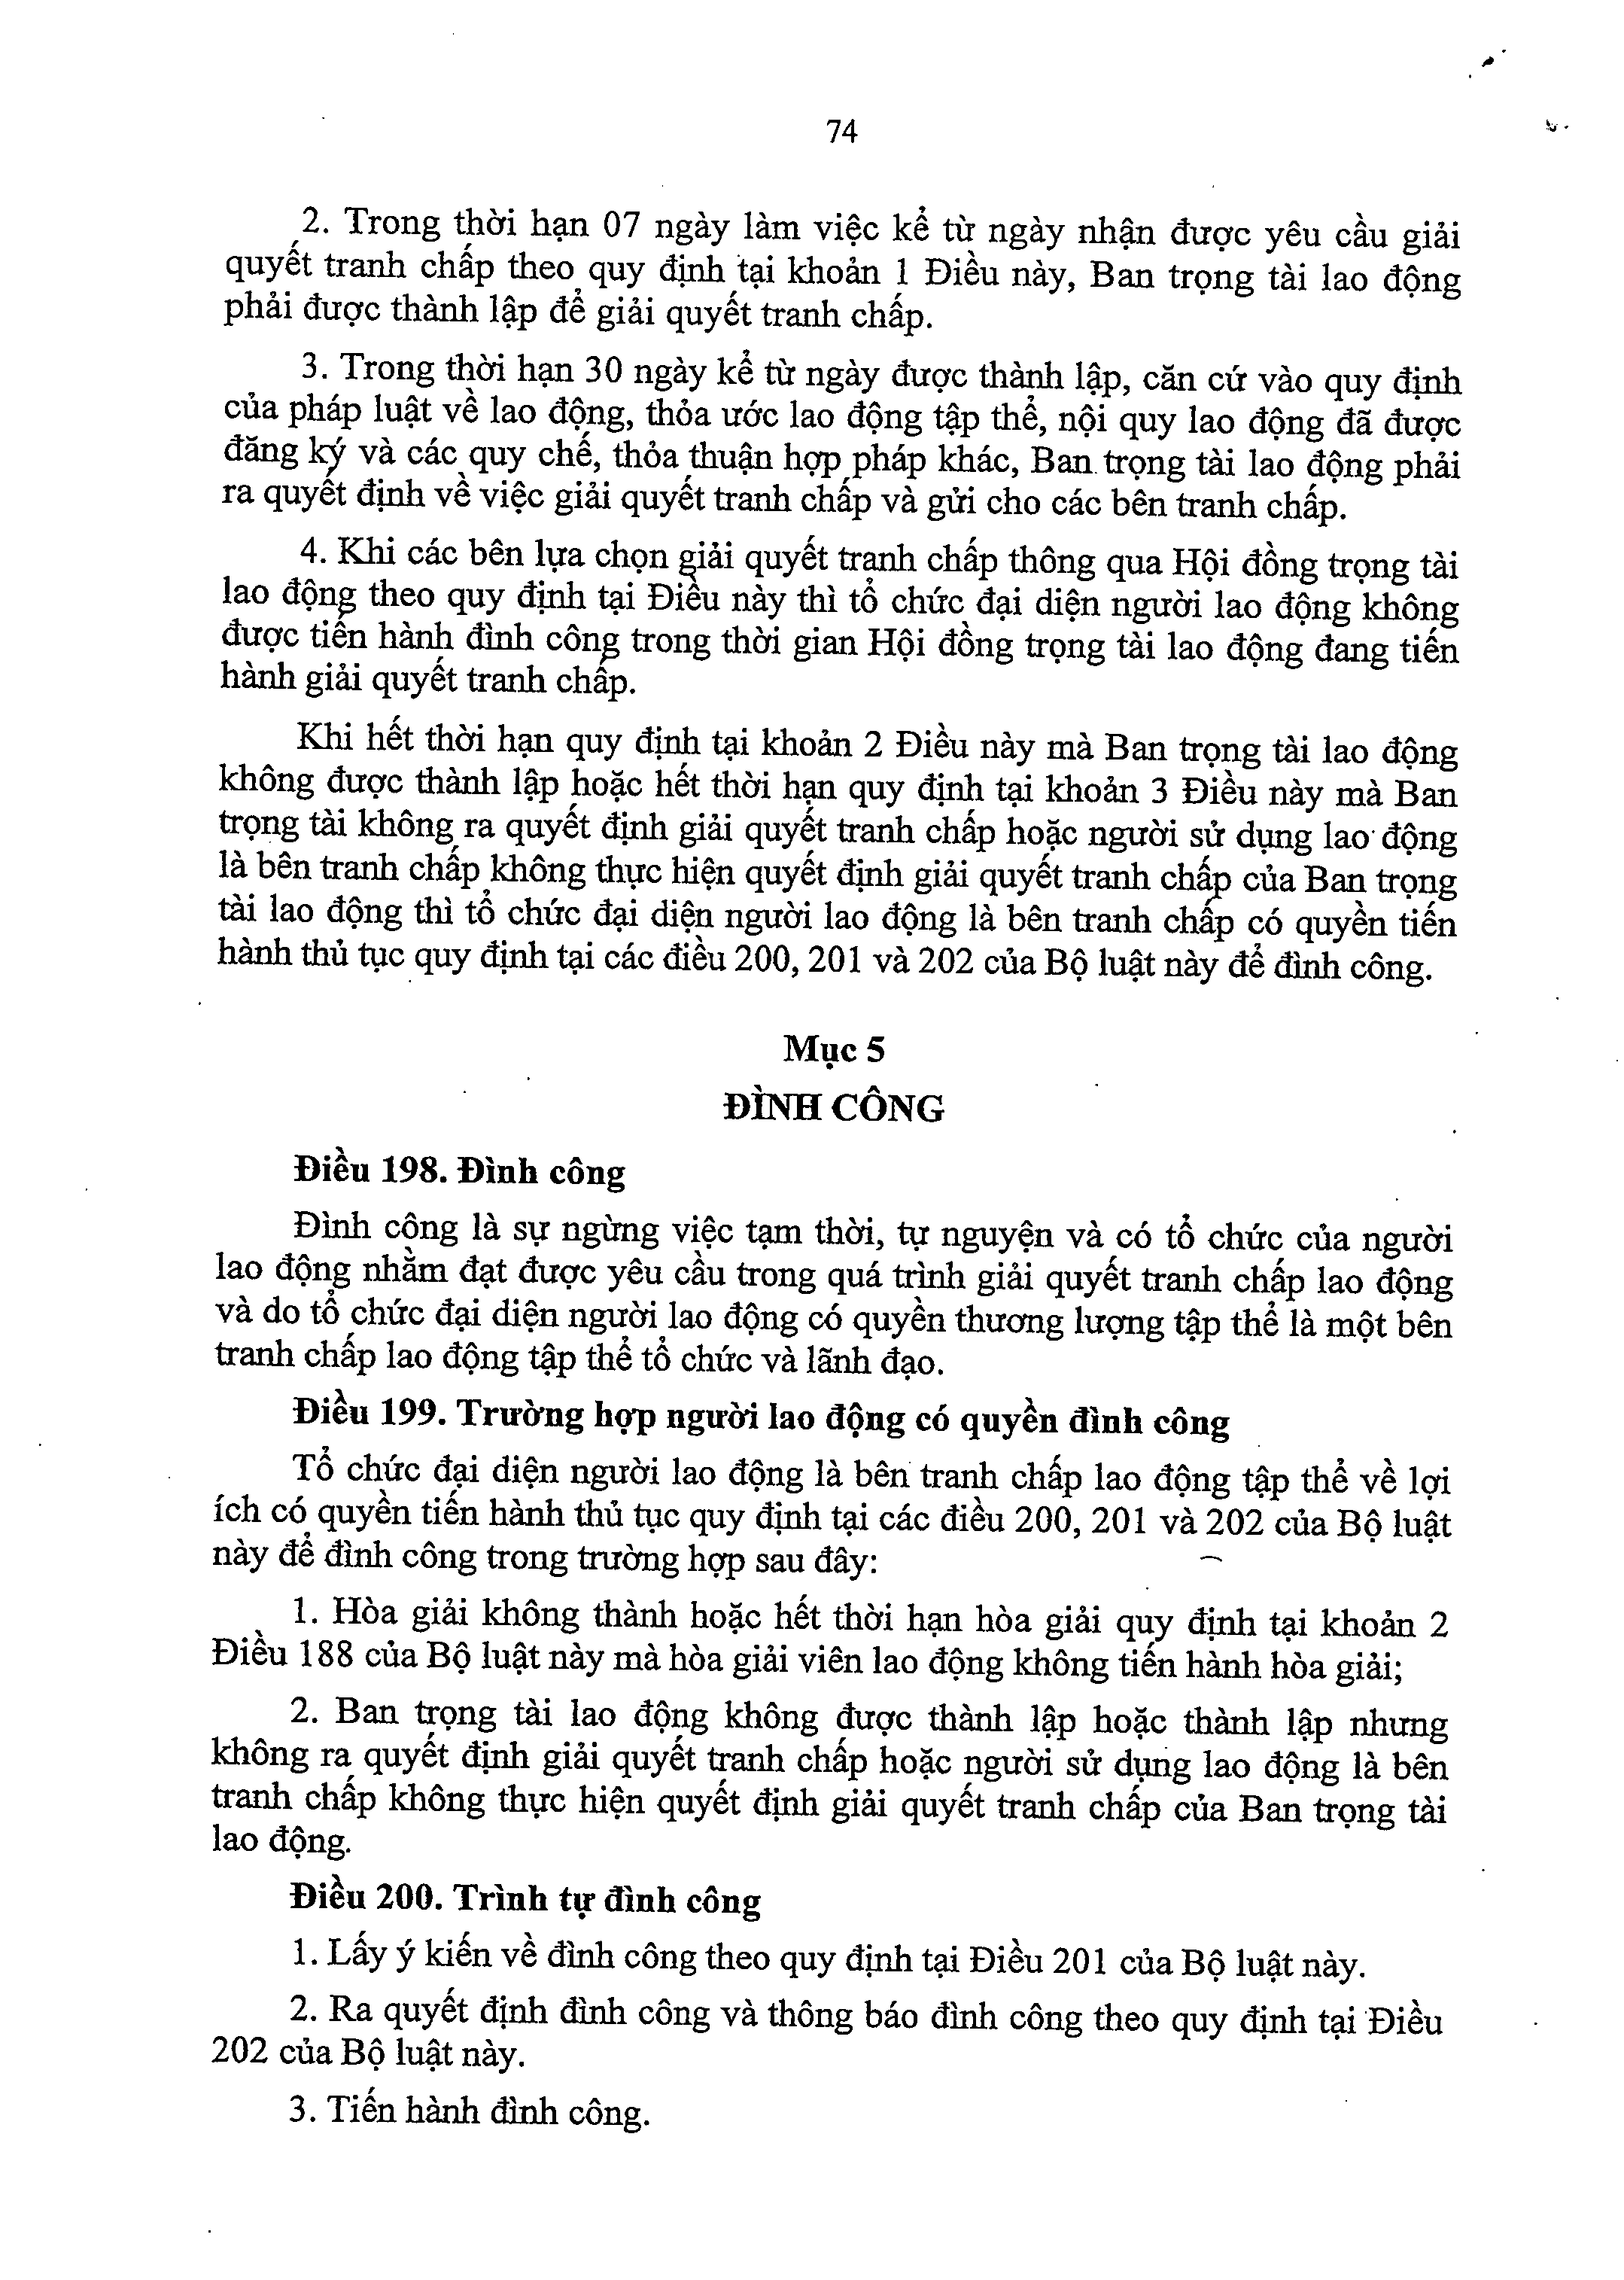 74
2. Trong thời hạn 07 ngày làm việc kể từ ngày nhận được yêu cầu giải
quyết tranh chấp theo quy định tại khoản 1 Điều này, Ban trọng tài lao động
phải được thành lập để giải quyết tranh chấp.
3. Trong thời hạn 30 ngày kể từ ngày được thành lập, căn cứ vào quy định
của pháp luật về lao động, thỏa ước lao động tập thể, nội quy lao động đã được
đăng ký và các quy chế, thỏa thuận hợp pháp khác, Ban trọng tài lao động phải
ra quyết định về việc giải quyết tranh chấp và gửi cho các bên tranh chấp.
4. Khi các bên lựa chọn giải quyết tranh chấp thông qua Hội đồng trọng tài
lao động theo quy định tại Điều này thì tổ chức đại diện người lao động không
được tiến hành đình công trong thời gian Hội đồng trọng tài lao động đang tiến
hành giải quyết tranh chấp.
Khi hết thời hạn quy định tại khoản 2 Điều này mà Ban trọng tài lao động
không được thành lập hoặc hết thời hạn quy định tại khoản 3 Điều này mà Ban
trọng tài không ra quyết định giải quyết tranh chấp hoặc người sử dụng lao động
là bên tranh chấp không thực hiện quyết định giải quyết tranh chấp của Ban trọng
tài lao động thì tổ chức đại diện người lao động là bên tranh chấp có quyền tiến
hành thủ tục quy định tại các điều 200, 201 và 202 của Bộ luật này để đình công.
Mục 5
ĐÌNH CÔNG
Điều 198. Đình công
Đình công là sự ngừng việc tạm thời, tự nguyện và có tổ chức của người
lao động nhằm đạt được yêu cầu trong quá trình giải quyết tranh chấp lao động
và do tổ chức đại diện người lao động có quyền thương lượng tập thể là một bên
tranh chấp lao động tập thể tổ chức và lãnh đạo.
Điều 199. Trường hợp người lao động có quyền đình công
Tổ chức đại diện người lao động là bên tranh chấp lao động tập thể về lợi
ích có quyền tiến hành thủ tục quy định tại các điều 200, 201 và 202 của Bộ luật
này để đình công trong trường hợp sau đây:
1. Hòa giải không thành hoặc hết thời hạn hòa giải quy định tại khoản 2
Điều 188 của Bộ luật này mà hòa giải viên lao động không tiến hành hòa giải;
2. Ban trọng tài lao động không được thành lập hoặc thành lập nhưng
không ra quyết định giải quyết tranh chấp hoặc người sử dụng lao động là bên
tranh chấp không thực hiện quyết định giải quyết tranh chấp của Ban trọng tài
lao động.
Điều 200. Trình tự đình công
1. Lấy ý kiến về đình công theo quy định tại Điều 201 của Bộ luật này.
2. Ra quyết định đình công và thông báo đình công theo quy định tại Điều
202 của Bộ luật này.
3. Tiến hành đình công.